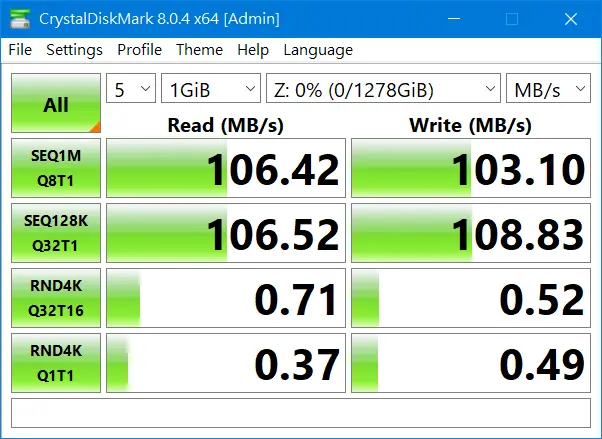 CrystalDiskMark 8.0.4 x64 [Admin]
File Settings Profile Theme Help Language
All 5 1GiB Z: 0% (0/1278GiB) MB/s
Read (MB/s) Write (MB/s)
SEQ1M
Q8T1 106.42 103.10
SEQ128K
Q32T1 106.52 108.83
RND4K
Q32T16 0.71 0.52
RND4K
Q1T1 0.37 0.49